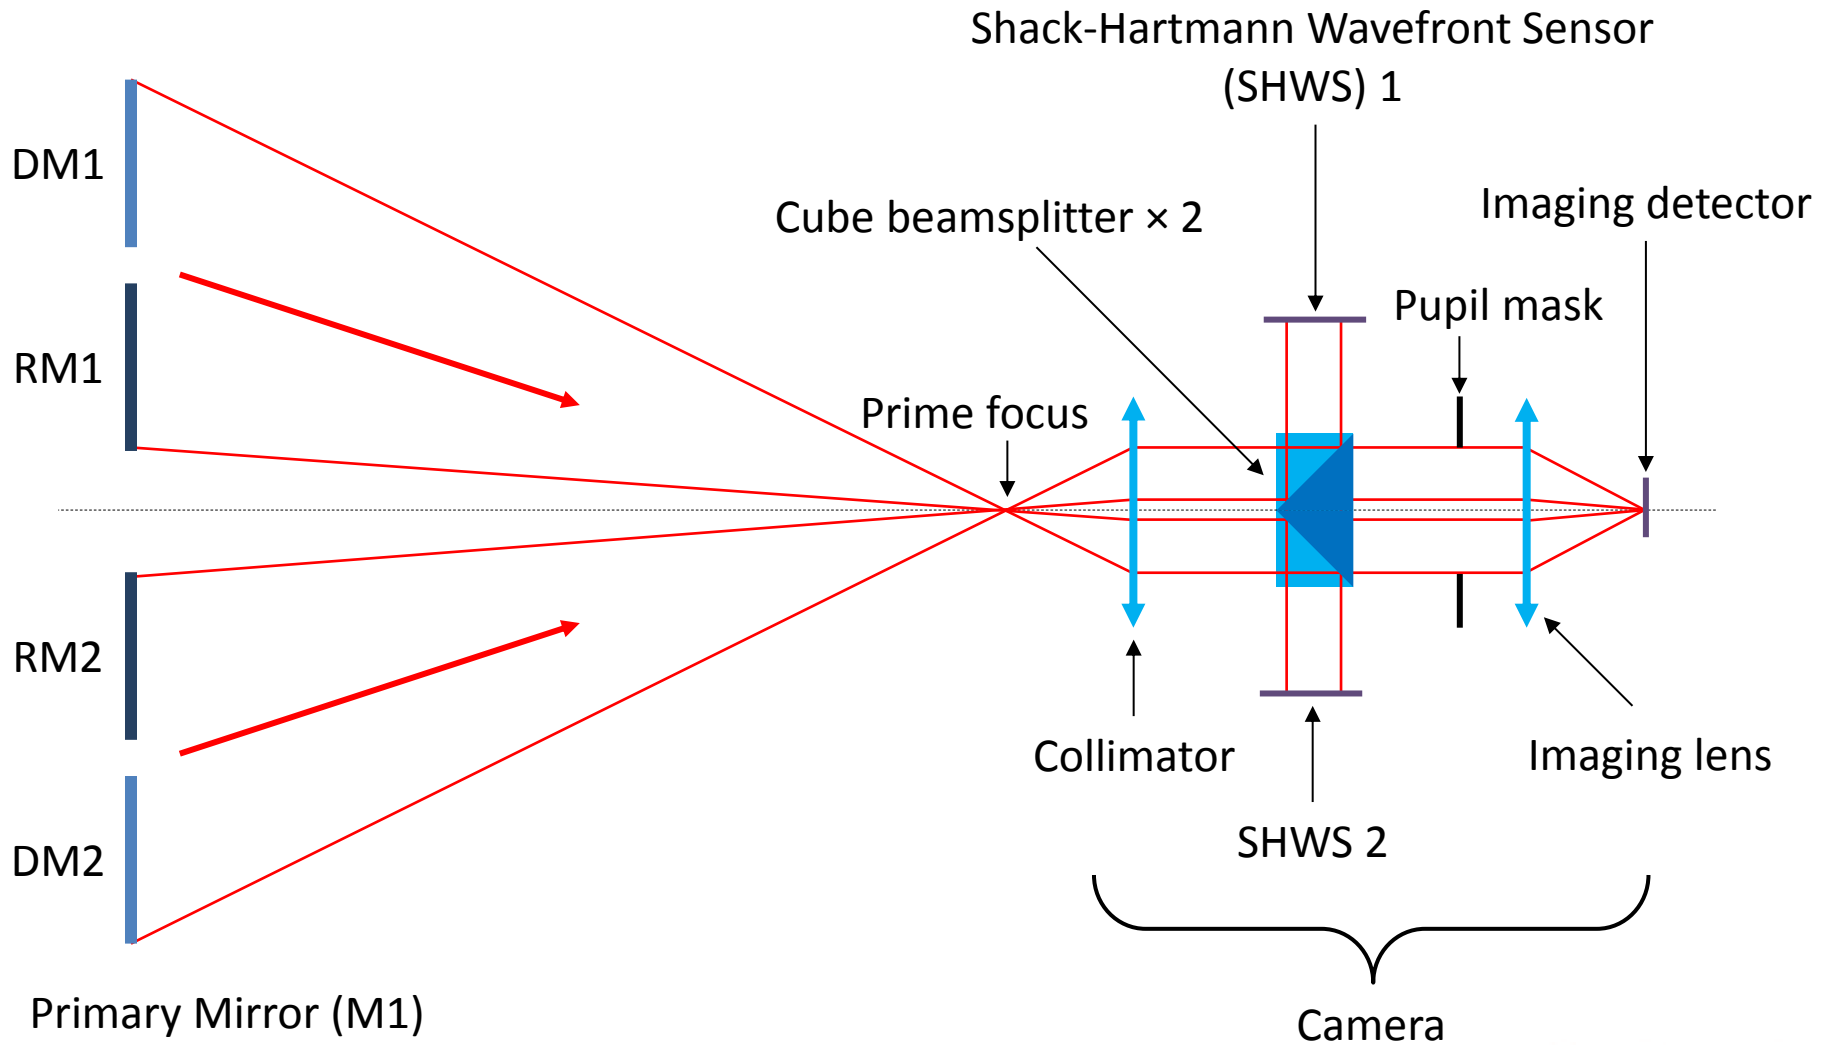 Shack-Hartmann Wavefront Sensor
(SHWS) 1
DM1
Cube beamsplitter × 2
Imaging detector
Pupil mask
RM1
Prime focus
RM2
Collimator
Imaging lens
SHWS 2
DM2
Primary Mirror (M1)
Camera